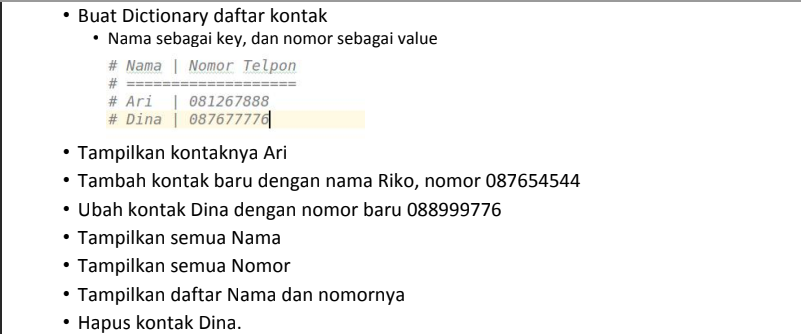 • Buat Dictionary daftar kontak
• Nama sebagai key, dan nomor sebagai value
# Nama | Nomor Telpon
# ===================
# Ari  | 081267888
# Dina | 087677776
• Tampilkan kontaknya Ari
• Tambah kontak baru dengan nama Riko, nomor 087654544
• Ubah kontak Dina dengan nomor baru 088999776
• Tampilkan semua Nama
• Tampilkan semua Nomor
• Tampilkan daftar Nama dan nomornya
• Hapus kontak Dina.